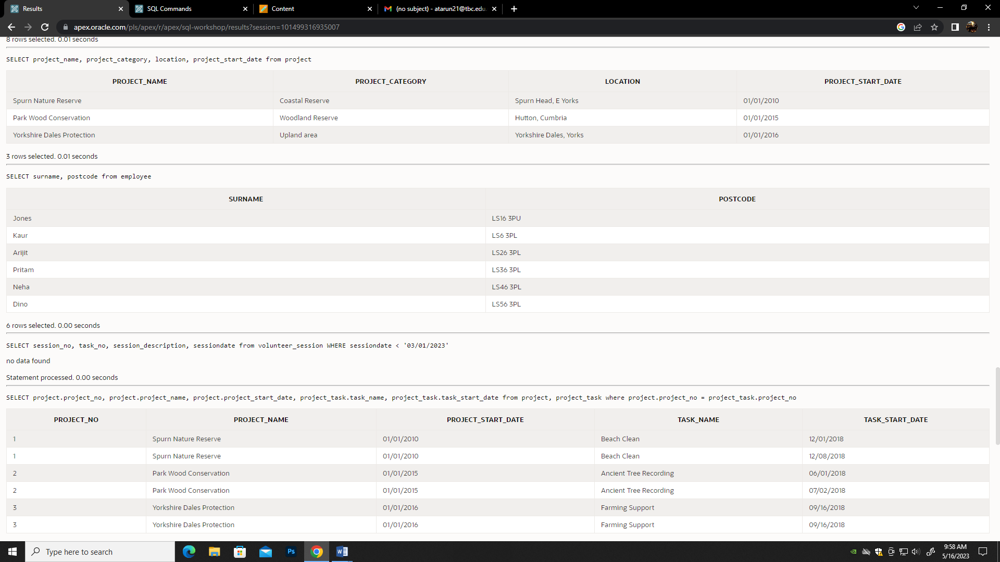 Results
SQL Commands
Content
(no subject) - atarun21@tbc.edu.
apex.oracle.com/pls/apex/r/apex/sql-workshop/results?session=101499316935007
8 rows selected. 0.01 seconds
SELECT project_name, project_category, location, project_start_date from project
PROJECT_NAME PROJECT_CATEGORY LOCATION PROJECT_START_DATE
Spurn Nature Reserve Coastal Reserve Spurn Head, E Yorks 01/01/2010
Park Wood Conservation Woodland Reserve Hutton, Cumbria 01/01/2015
Yorkshire Dales Protection Upland area Yorkshire Dales, Yorks 01/01/2016
3 rows selected. 0.01 seconds
SELECT surname, postcode from employee
SURNAME POSTCODE
Jones LS16 3PU
Kaur LS6 3PL
Arijit LS26 3PL
Pritam LS36 3PL
Neha LS46 3PL
Dino LS56 3PL
6 rows selected. 0.00 seconds
SELECT session_no, task_no, session_description, sessiondate from volunteer_session WHERE sessiondate < '03/01/2023'
no data found
Statement processed. 0.00 seconds
SELECT project.project_no, project.project_name, project.project_start_date, project_task.task_name, project_task.task_start_date from project, project_task where project.project_no = project_task.project_no
PROJECT_NO PROJECT_NAME PROJECT_START_DATE TASK_NAME TASK_START_DATE
1 Spurn Nature Reserve 01/01/2010 Beach Clean 12/01/2018
1 Spurn Nature Reserve 01/01/2010 Beach Clean 12/08/2018
2 Park Wood Conservation 01/01/2015 Ancient Tree Recording 06/01/2018
2 Park Wood Conservation 01/01/2015 Ancient Tree Recording 07/02/2018
3 Yorkshire Dales Protection 01/01/2016 Farming Support 09/16/2018
3 Yorkshire Dales Protection 01/01/2016 Farming Support 09/16/2018
Type here to search
Ps
9:58 AM
5/16/2023